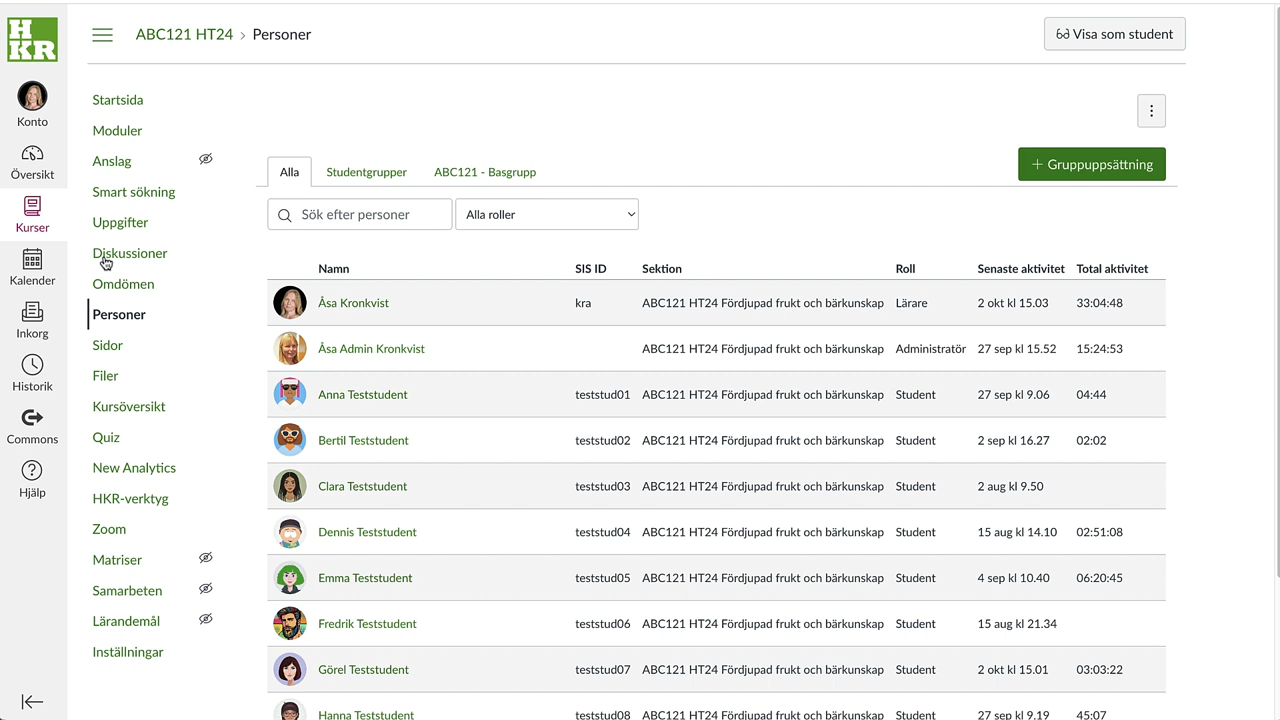 H
KR
ABC121 HT24 › Personer
Visa som student
Konto
Översikt
Kurser
Kalender
Inkorg
Historik
Commons
Hjälp
Startsida
Moduler
Anslag
Smart sökning
Uppgifter
Diskussioner
Omdömen
Personer
Sidor
Filer
Kursöversikt
Quiz
New Analytics
HKR-verktyg
Zoom
Matriser
Samarbeten
Lärandemål
Inställningar
Alla Studentgrupper ABC121 - Basgrupp
+ Gruppuppsättning
Sök efter personer Alla roller
Namn SIS ID Sektion Roll Senaste aktivitet Total aktivitet
Åsa Kronkvist kra ABC121 HT24 Fördjupad frukt och bärkunskap Lärare 2 okt kl 15.03 33:04:48
Åsa Admin Kronkvist ABC121 HT24 Fördjupad frukt och bärkunskap Administratör 27 sep kl 15.52 15:24:53
Anna Teststudent teststud01 ABC121 HT24 Fördjupad frukt och bärkunskap Student 27 sep kl 9.06 04:44
Bertil Teststudent teststud02 ABC121 HT24 Fördjupad frukt och bärkunskap Student 2 sep kl 16.27 02:02
Clara Teststudent teststud03 ABC121 HT24 Fördjupad frukt och bärkunskap Student 2 aug kl 9.50
Dennis Teststudent teststud04 ABC121 HT24 Fördjupad frukt och bärkunskap Student 15 aug kl 14.10 02:51:08
Emma Teststudent teststud05 ABC121 HT24 Fördjupad frukt och bärkunskap Student 4 sep kl 10.40 06:20:45
Fredrik Teststudent teststud06 ABC121 HT24 Fördjupad frukt och bärkunskap Student 15 aug kl 21.34
Görel Teststudent teststud07 ABC121 HT24 Fördjupad frukt och bärkunskap Student 2 okt kl 15.01 03:03:22
Hanna Teststudent teststud08 ABC121 HT24 Fördjupad frukt och bärkunskap Student 27 sep kl 9.19 45:07